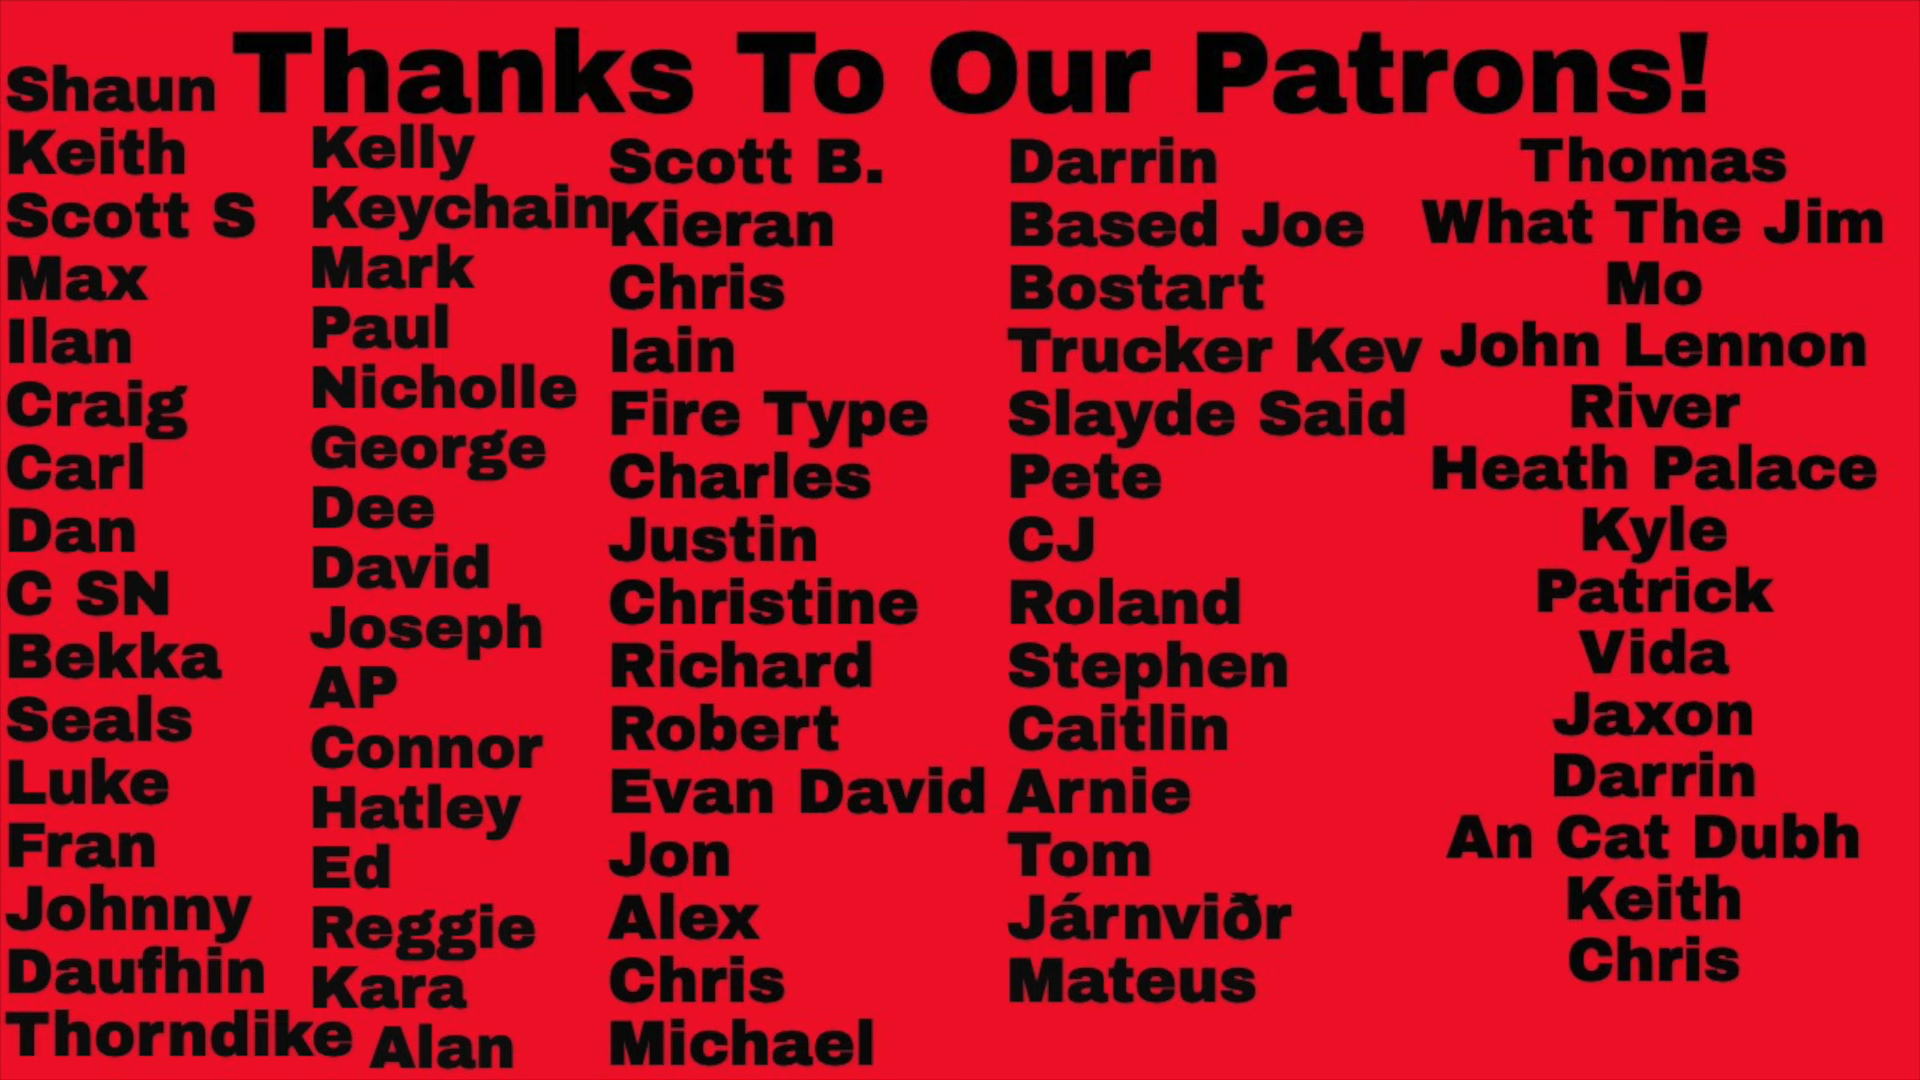 Thanks To Our Patrons!
Shaun
Keith
Scott S
Max
Ilan
Craig
Carl
Dan
C SN
Bekka
Seals
Luke
Fran
Johnny
Daufhin
Thorndike
Kelly
Keychain
Mark
Paul
Nicholle
George
Dee
David
Joseph
AP
Connor
Hatley
Ed
Reggie
Kara
Alan
Scott B.
Kieran
Chris
Iain
Fire Type
Charles
Justin
Christine
Richard
Robert
Evan David
Jon
Alex
Chris
Michael
Darrin
Based Joe
Bostart
Trucker Kev
Slayde Said
Pete
CJ
Roland
Stephen
Caitlin
Arnie
Tom
Járnviðr
Mateus
Thomas
What The Jim
Mo
John Lennon
River
Heath Palace
Kyle
Patrick
Vida
Jaxon
Darrin
An Cat Dubh
Keith
Chris